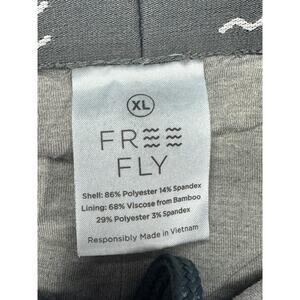 XL
FREE
FLY
Shell: 86% Polyester 14% Spandex
Lining: 68% Viscose from Bamboo
29% Polyester 3% Spandex
Responsibly Made in Vietnam